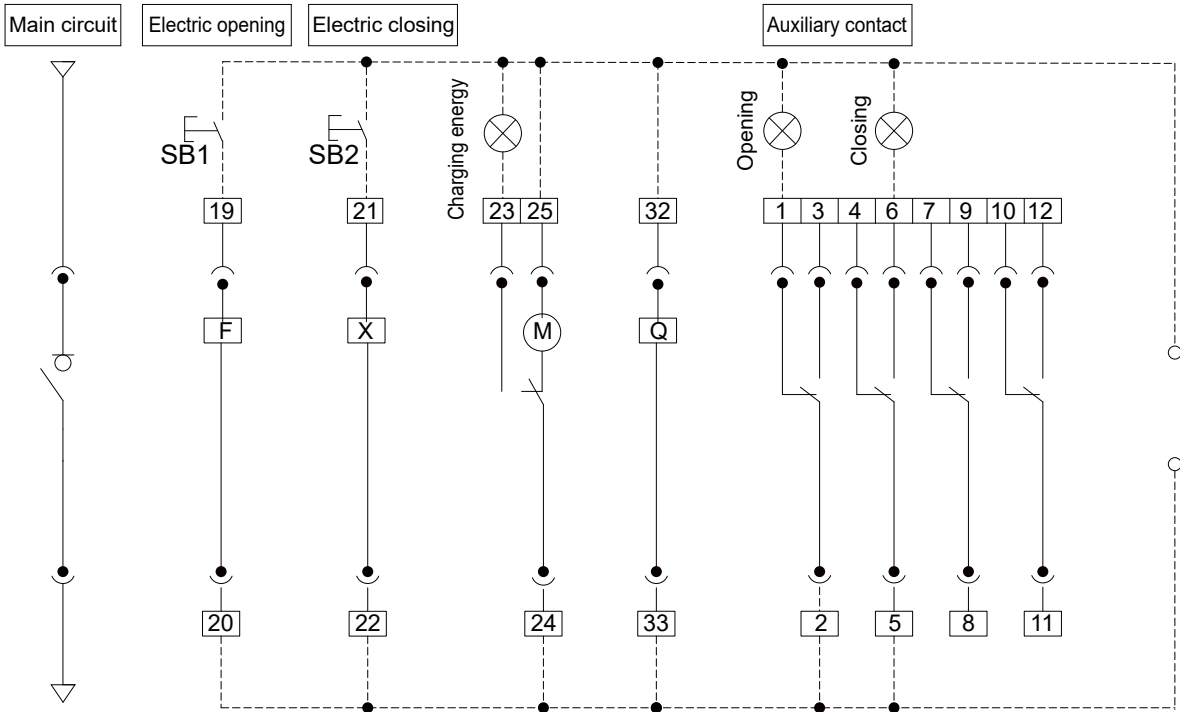 Main circuit
Electric opening
Electric closing
Auxiliary contact
SB1
SB2
Charging energy
Opening
Closing
19
21
23
25
32
1
3
4
6
7
9
10
12
F
X
M
Q
20
22
24
33
2
5
8
11